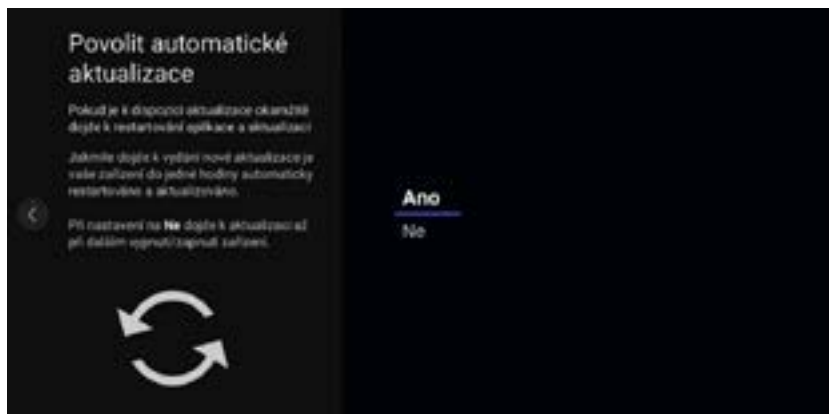 Povolit automatické
aktualizace
Pokud je k dispozici aktualizace okamžitě
dojde k restartování aplikace a aktualizaci
Jakmile dojde k vydání nové aktualizace je
vaše zařízení do jedné hodiny automaticky
restartováno a aktualizováno.
Při nastavení na Ne dojde k aktualizaci až
při dalším vypnutí/zapnutí zařízení.
Ano
Ne